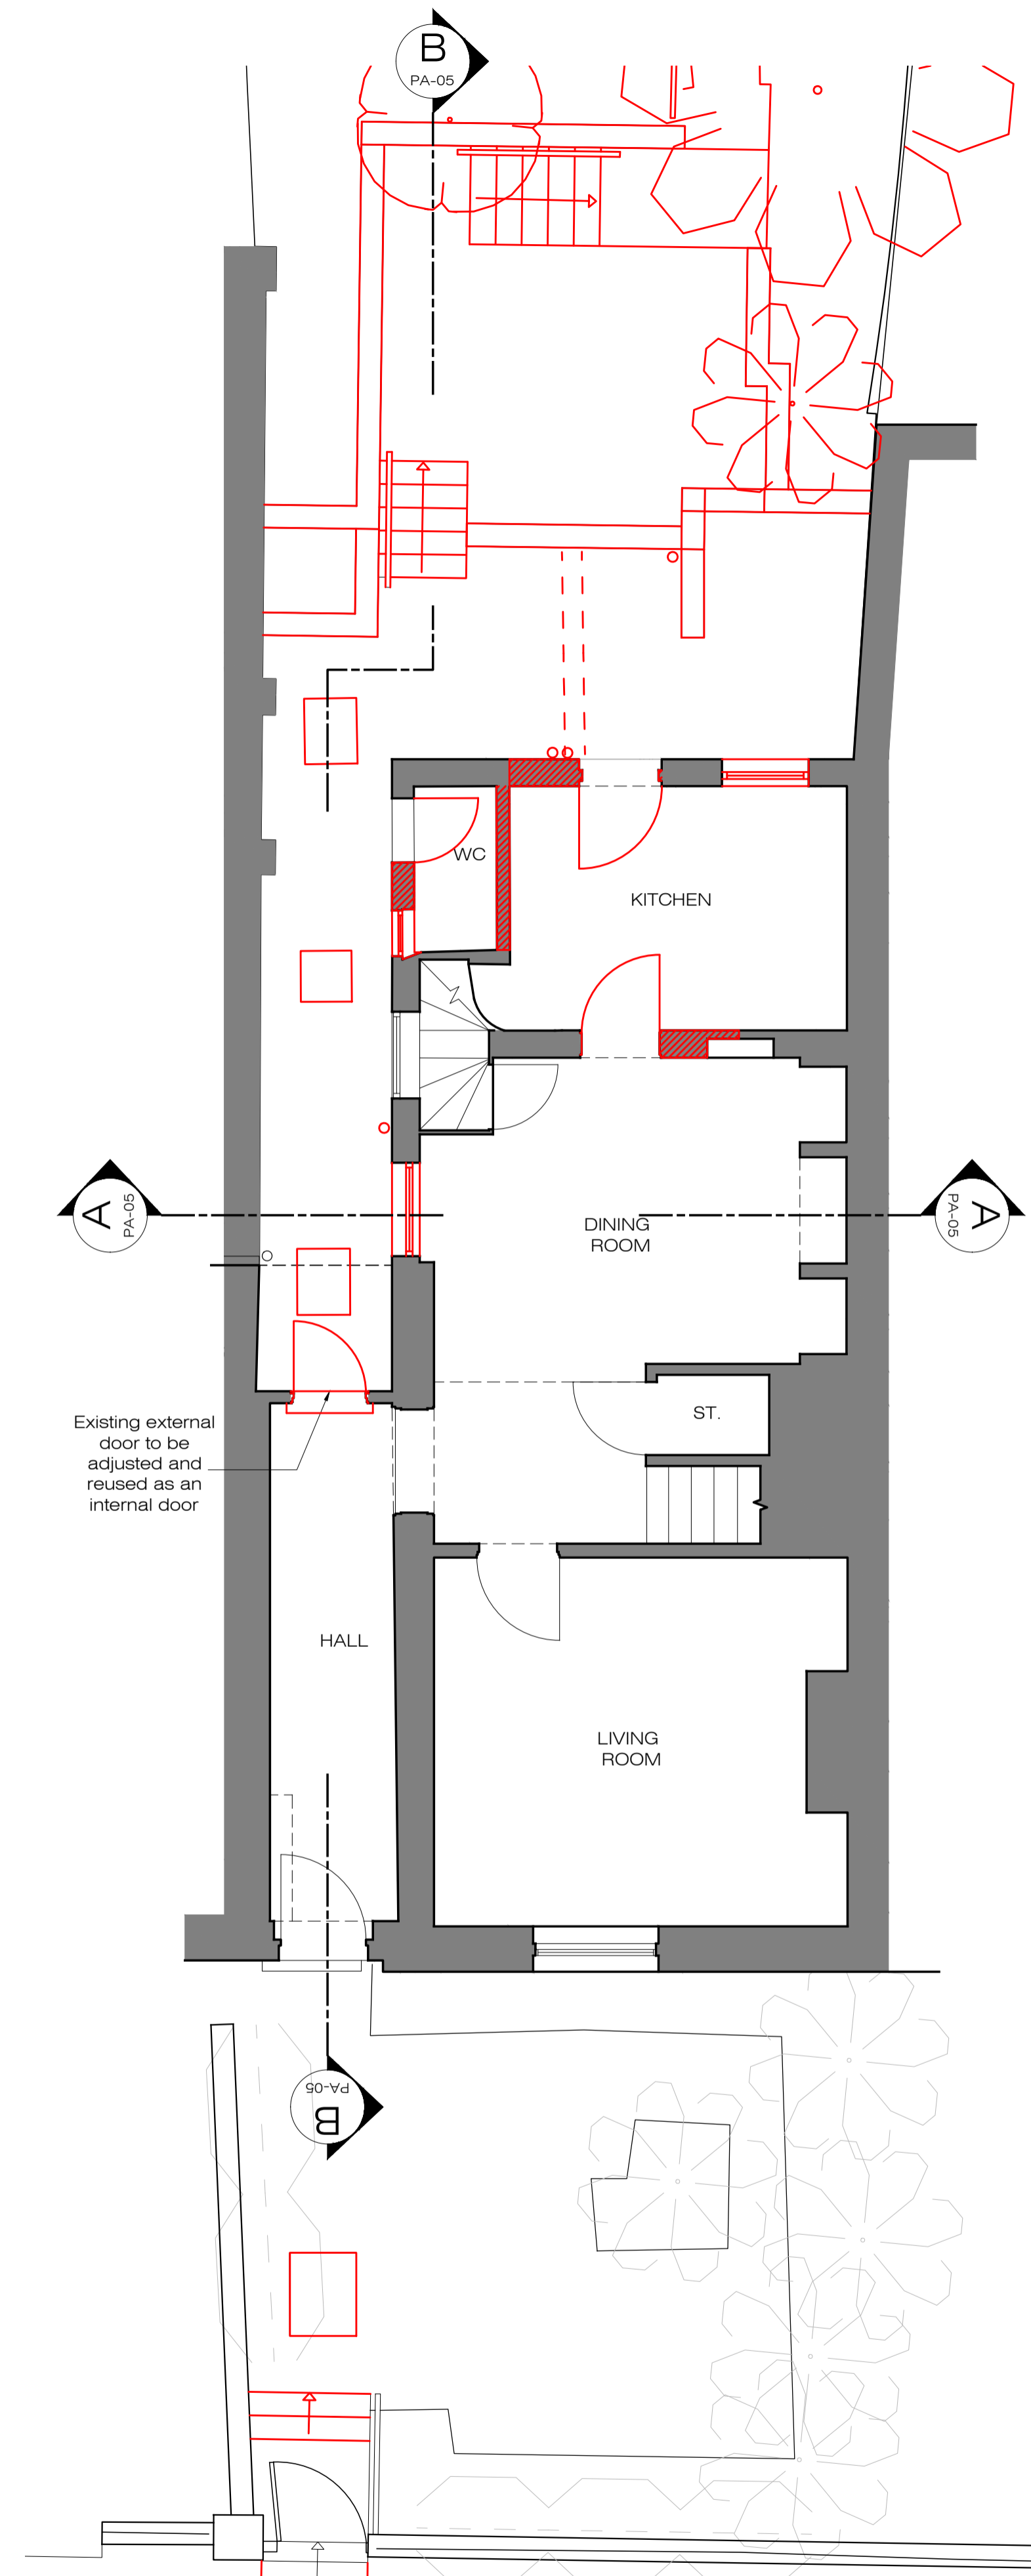 B
PA-05
WC
KITCHEN
A
PA-05
DINING
ROOM
A
PA-05
Existing external
door to be
adjusted and
reused as an
internal door
ST.
HALL
LIVING
ROOM
B
PA-05